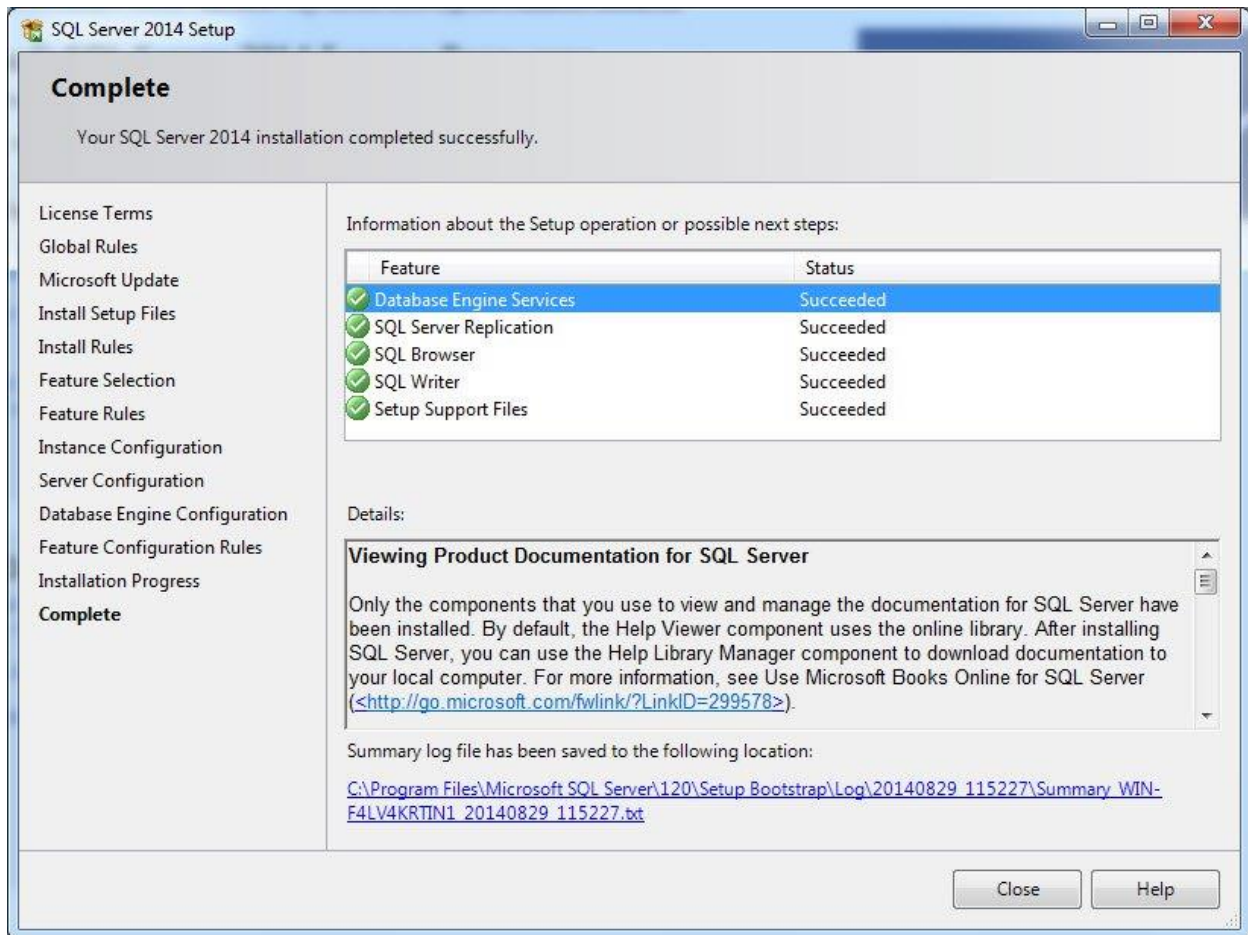 SQL Server 2014 Setup
Complete
Your SQL Server 2014 installation completed successfully.
License Terms
Global Rules
Microsoft Update
Install Setup Files
Install Rules
Feature Selection
Feature Rules
Instance Configuration
Server Configuration
Database Engine Configuration
Feature Configuration Rules
Installation Progress
Complete
Information about the Setup operation or possible next steps:
Feature Status
Database Engine Services Succeeded
SQL Server Replication Succeeded
SQL Browser Succeeded
SQL Writer Succeeded
Setup Support Files Succeeded
Details:
Viewing Product Documentation for SQL Server
Only the components that you use to view and manage the documentation for SQL Server have
been installed. By default, the Help Viewer component uses the online library. After installing
SQL Server, you can use the Help Library Manager component to download documentation to
your local computer. For more information, see Use Microsoft Books Online for SQL Server
(<http://go.microsoft.com/fwlink/?LinkID=299578>).
Summary log file has been saved to the following location:
C:\Program Files\Microsoft SQL Server\120\Setup Bootstrap\Log\20140829_115227\Summary_WIN-
F4LV4KRTIN1_20140829_115227.txt
Close Help